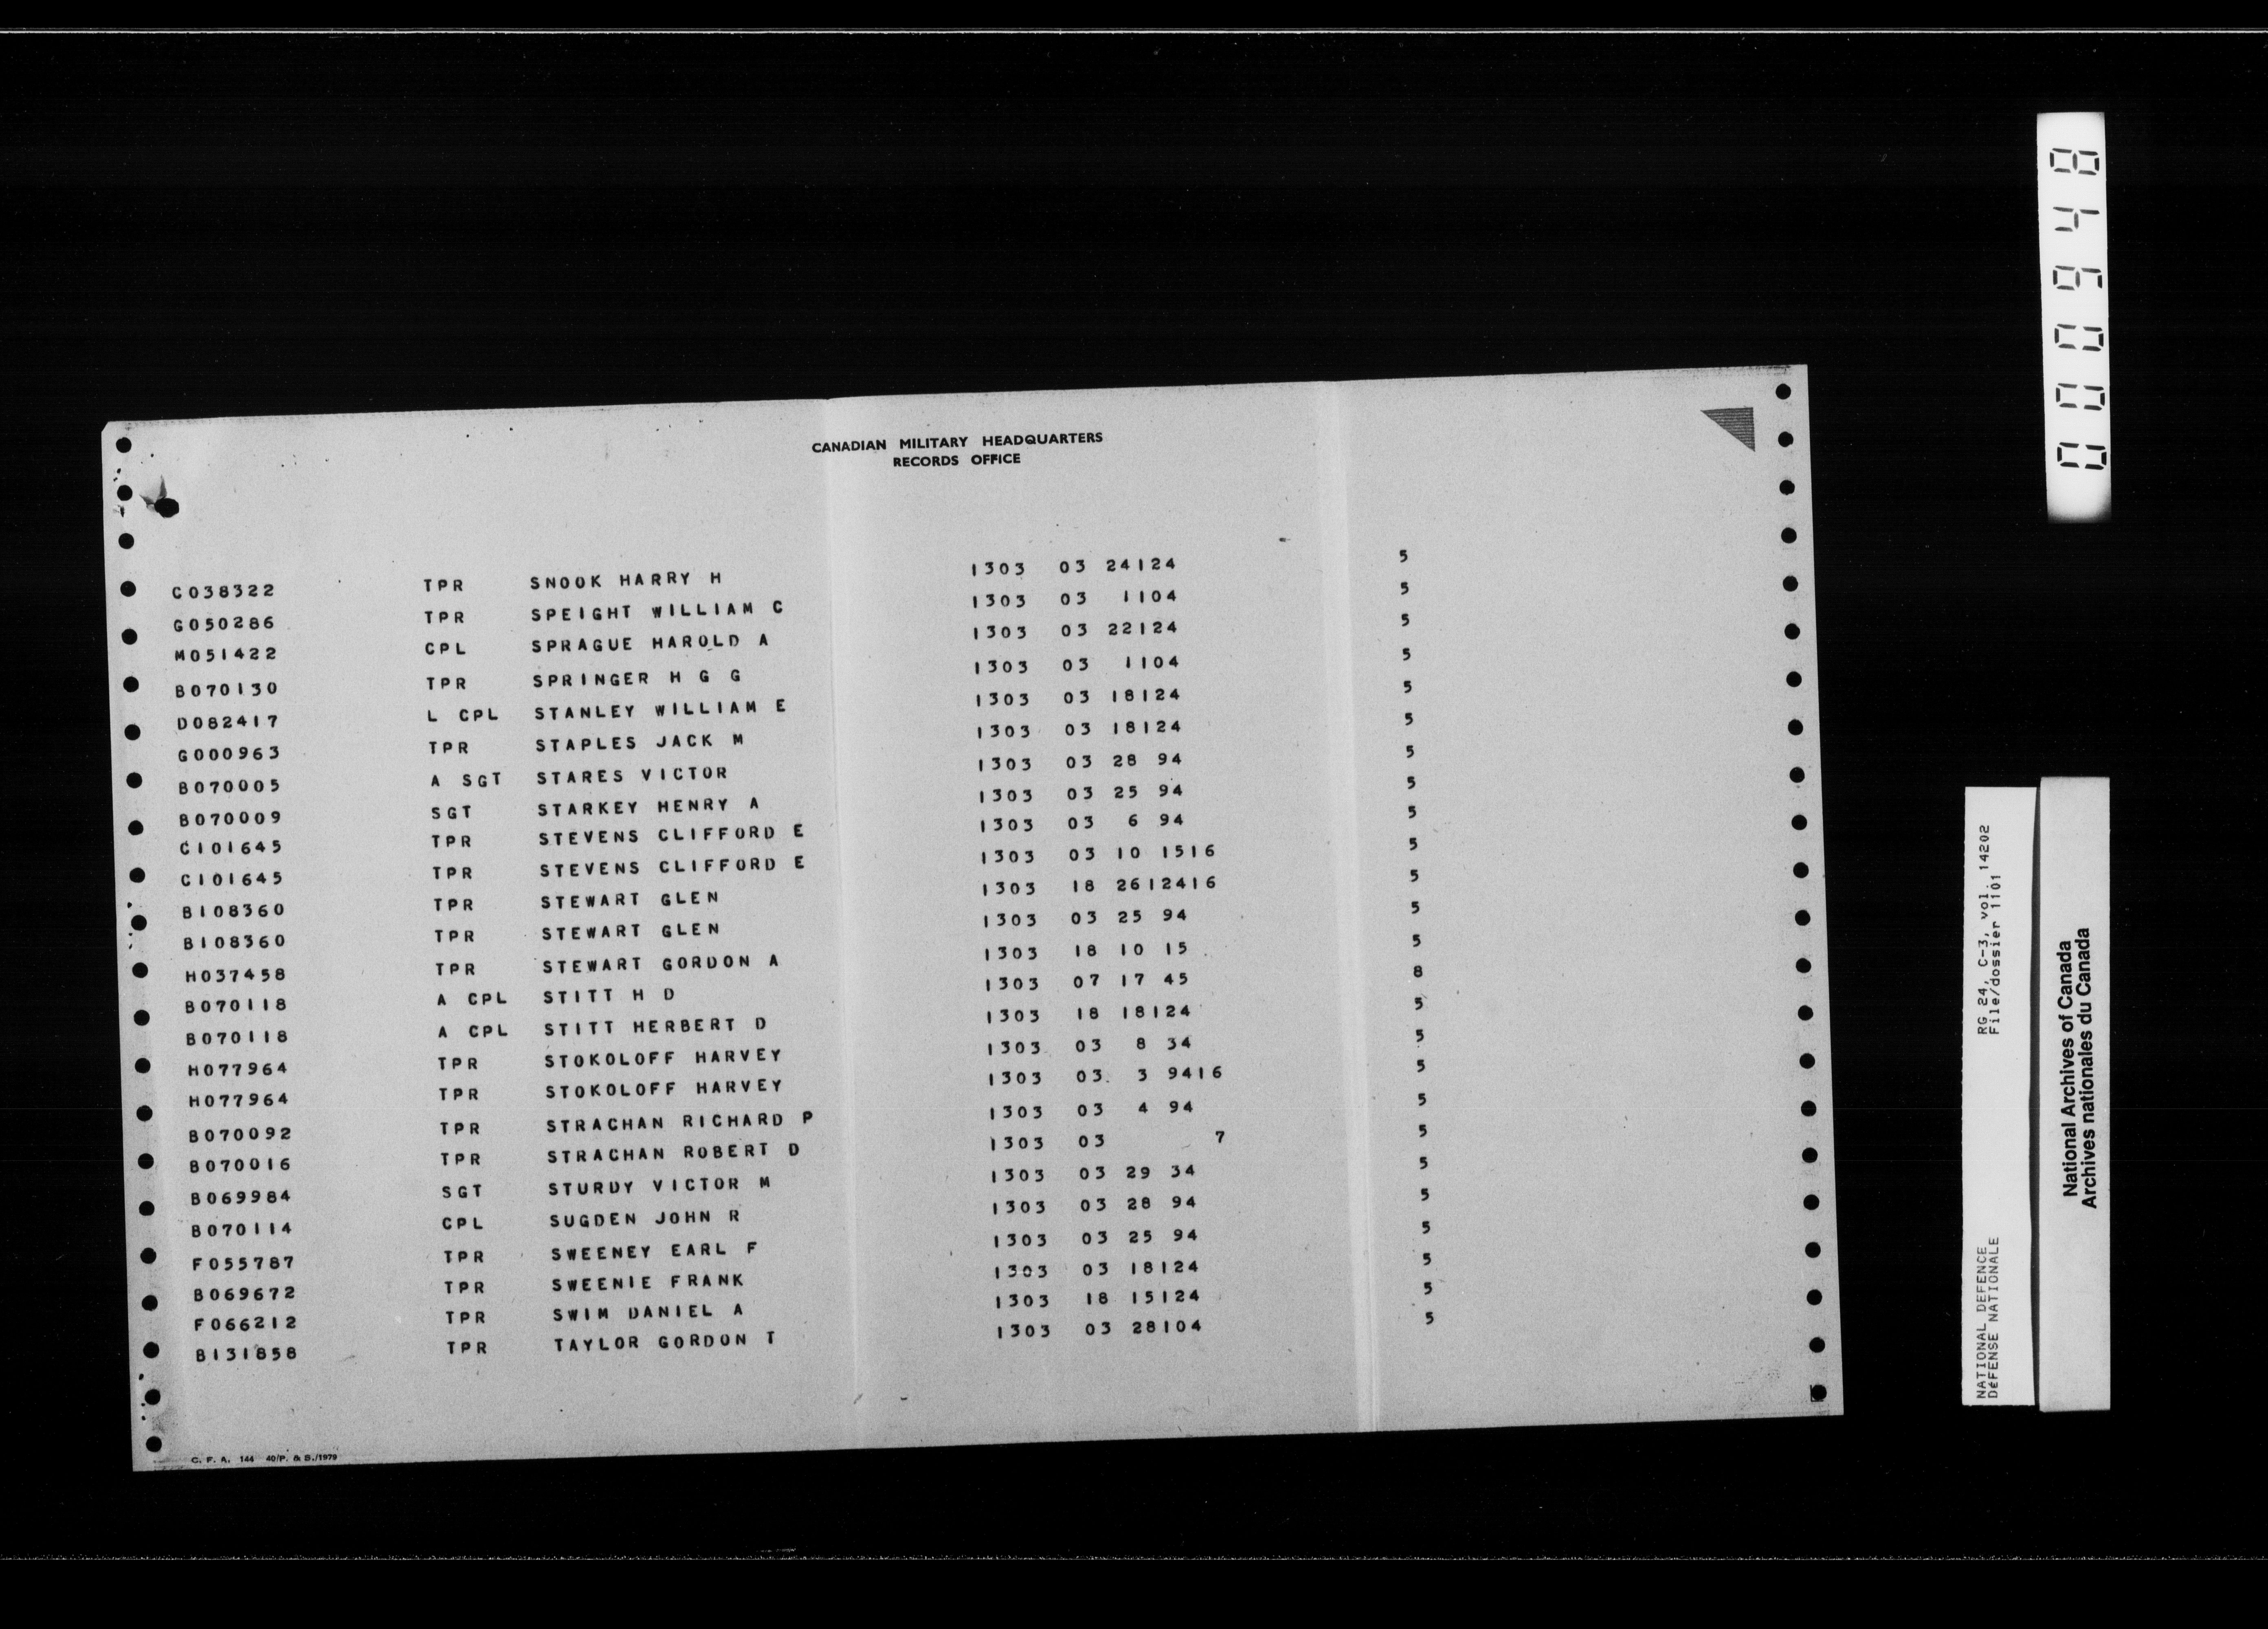 CANADIAN MILITARY HEADQUARTERS
RECORDS OFFICE
C038322 TPR SNOOK HARRY H 1303 03 24124 5
G050286 TPR SPEIGHT WILLIAM C 1303 03 1104 5
M051422 CPL SPRAGUE HAROLD A 1303 03 22124 5
B070130 TPR SPRINGER H G G 1303 03 1104 5
D082417 L CPL STANLEY WILLIAM E 1303 03 18124 5
G000963 TPR STAPLES JACK M 1303 03 18124 5
B070005 A SGT STARES VICTOR 1303 03 28 94 5
B070009 SGT STARKEY HENRY A 1303 03 25 94 5
C101645 TPR STEVENS CLIFFORD E 1303 03 6 94 5
C101645 TPR STEVENS CLIFFORD E 1303 03 10 1516 5
B108360 TPR STEWART GLEN 1303 18 2612416 5
B108360 TPR STEWART GLEN 1303 03 25 94 5
H037458 TPR STEWART GORDON A 1303 18 10 15 5
B070118 A CPL STITT H D 1303 07 17 45 8
B070118 A CPL STITT HERBERT D 1303 18 18124 5
H077964 TPR STOKOLOFF HARVEY 1303 03 8 34 5
H077964 TPR STOKOLOFF HARVEY 1303 03 3 9416 5
B070092 TPR STRACHAN RICHARD P 1303 03 4 94 5
B070016 TPR STRACHAN ROBERT D 1303 03 7 5
B069984 SGT STURDY VICTOR M 1303 03 29 34 5
B070114 CPL SUGDEN JOHN R 1303 03 28 94 5
F055787 TPR SWEENEY EARL F 1303 03 25 94 5
B069672 TPR SWEENIE FRANK 1303 03 18124 5
F066212 TPR SWIM DANIEL A 1303 18 15124 5
B131858 TPR TAYLOR GORDON T 1303 03 28104 5
C. F. A. 144 40/P. & S./1979
000948
NATIONAL DEFENCE RG 24, C-3, vol. 14202
DéFENSE NATIONALE File/dossier 1101
National Archives of Canada
Archives nationales du Canada